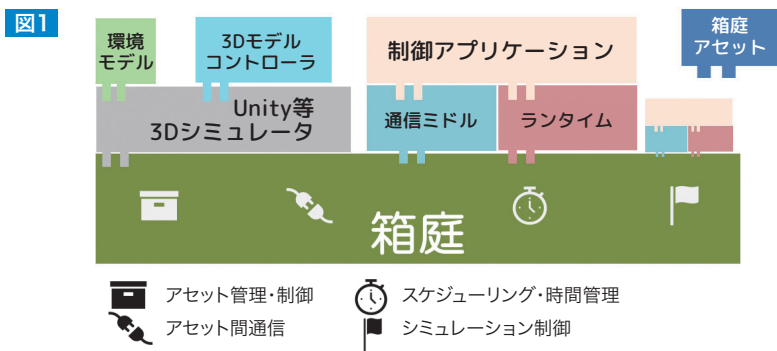 図1
環境
モデル
3Dモデル
コントローラ
制御アプリケーション
箱庭
アセット
Unity等
3Dシミュレータ
通信ミドル
ランタイム
箱庭
アセット管理・制御
スケジューリング・時間管理
アセット間通信
シミュレーション制御